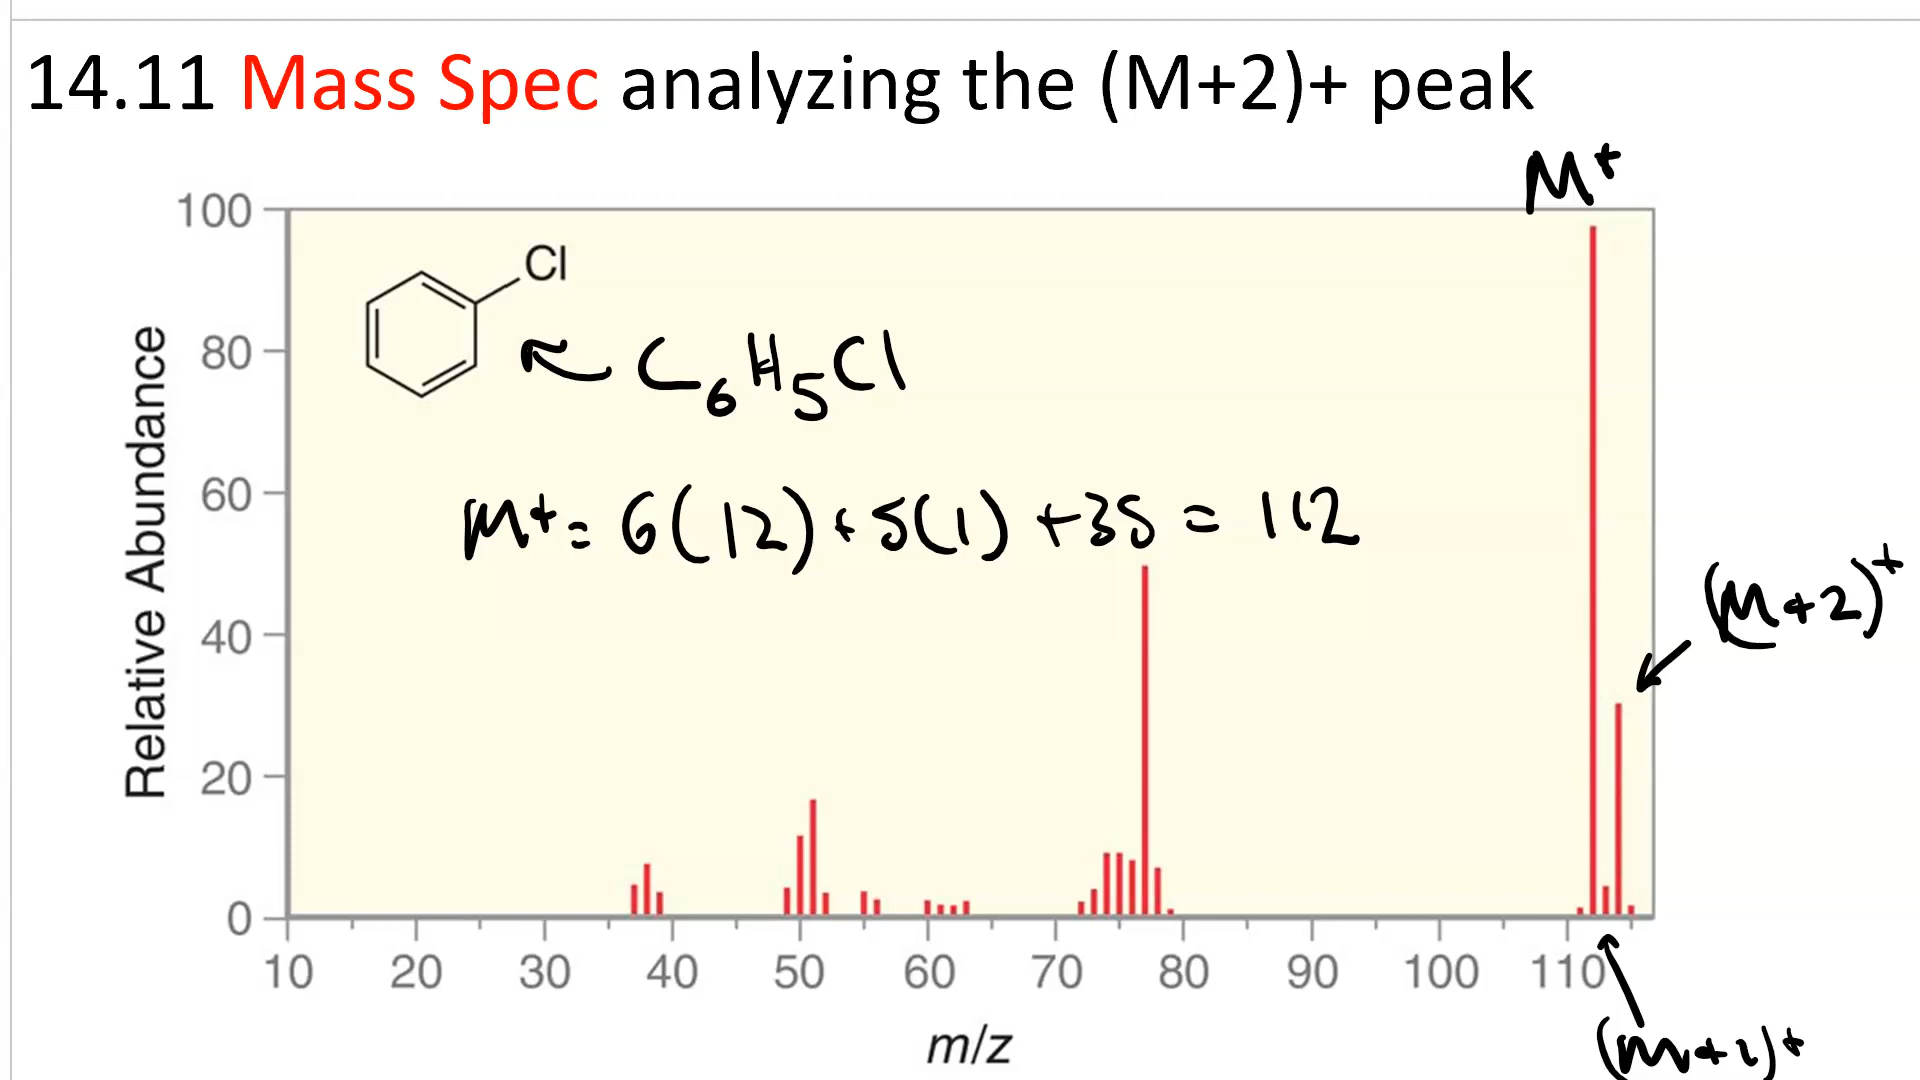 14.11 Mass Spec analyzing the (M+2)+ peak
M+
100
Cl
80
C6H5Cl
60
M+ = 6(12) + 5(1) + 35 = 112
(M+2)+
40
20
0
Relative Abundance
10 20 30 40 50 60 70 80 90 100 110
m/z
(M+1)+